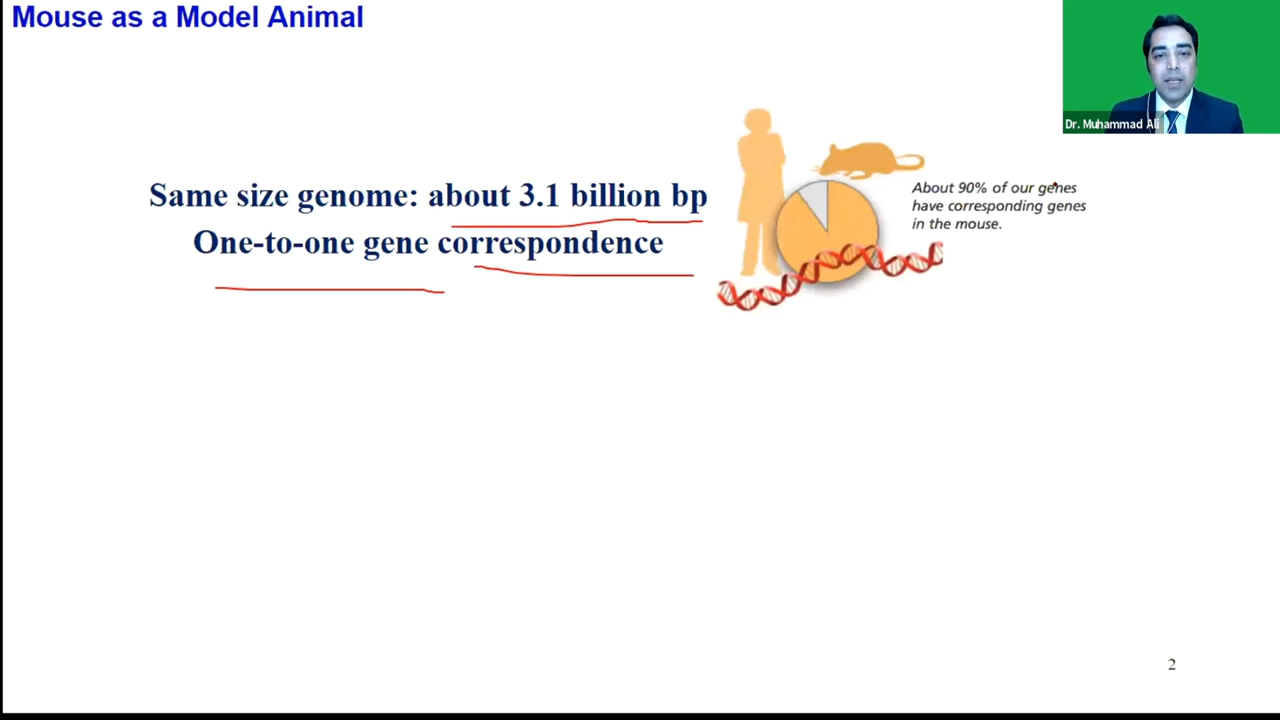 Mouse as a Model Animal
Dr. Muhammad Ali
Same size genome: about 3.1 billion bp
One-to-one gene correspondence
About 90% of our genes
have corresponding genes
in the mouse.
2